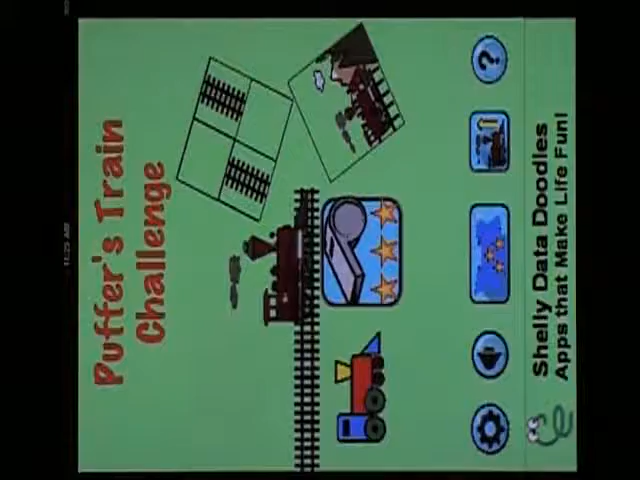 Puffer's Train
Challenge
?
Shelly Data Doodles
Apps that Make Life Fun!